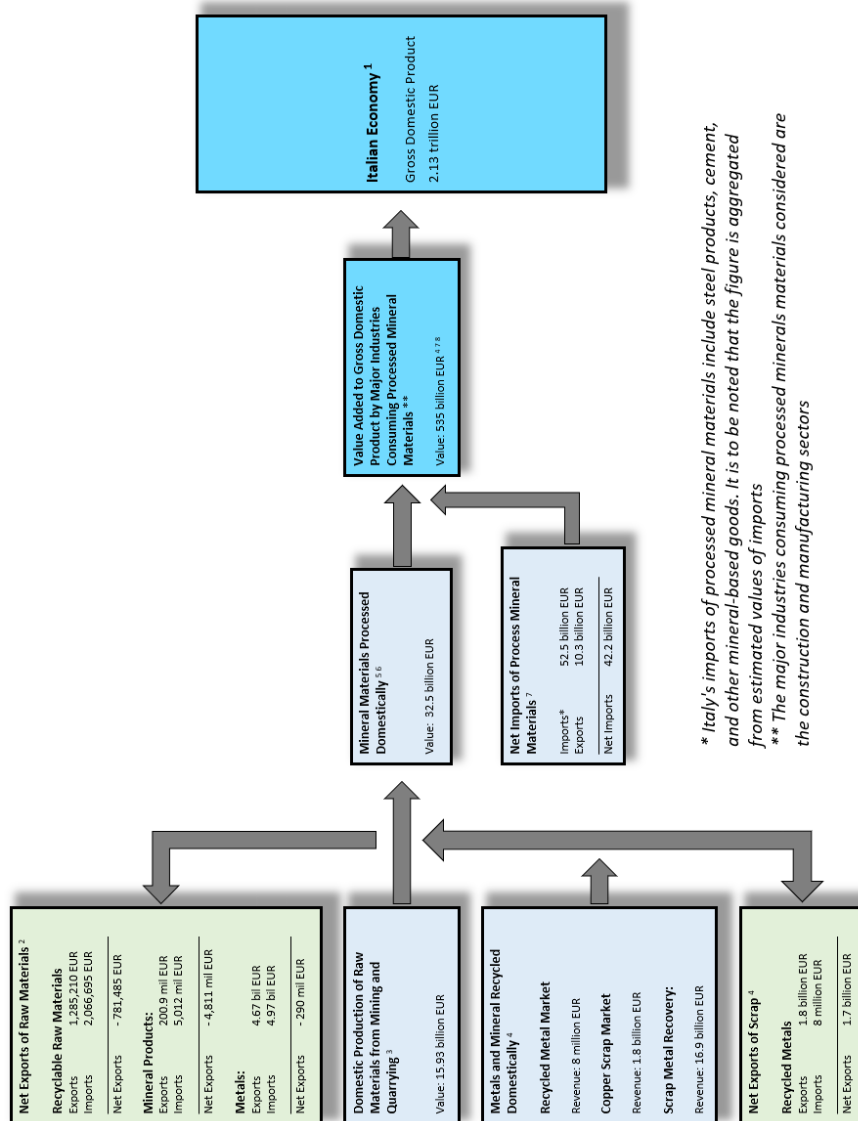 Net Exports of Raw Materials ²
Recyclable Raw Materials
Exports 1,285,210 EUR
Imports 2,066,695 EUR
Net Exports - 781,485 EUR
Mineral Products:
Exports 200.9 mil EUR
Imports 5,012 mil EUR
Net Exports - 4,811 mil EUR
Metals:
Exports 4.67 bil EUR
Imports 4.97 bil EUR
Net Exports - 290 mil EUR
Domestic Production of Raw
Materials from Mining and
Quarrying ³
Value: 15.93 billion EUR
Metals and Mineral Recycled
Domestically ⁴
Recycled Metal Market
Revenue: 8 million EUR
Copper Scrap Market
Revenue: 1.8 billion EUR
Scrap Metal Recovery:
Revenue: 16.9 billion EUR
Net Exports of Scrap ⁴
Recycled Metals
Exports 1.8 billion EUR
Imports 8 million EUR
Net Exports 1.7 billion EUR
Mineral Materials Processed
Domestically ⁵ ⁶
Value: 32.5 billion EUR
Net Imports of Process Mineral
Materials ⁷
Imports* 52.5 billion EUR
Exports 10.3 billion EUR
Net Imports 42.2 billion EUR
Value Added to Gross Domestic
Product by Major Industries
Consuming Processed Mineral
Materials **
Value: 535 billion EUR ⁴ ⁷ ⁸
Italian Economy ¹
Gross Domestic Product
2.13 trillion EUR
* Italy's imports of processed mineral materials include steel products, cement,
and other mineral-based goods. It is to be noted that the figure is aggregated
from estimated values of imports
** The major industries consuming processed minerals materials considered are
the construction and manufacturing sectors